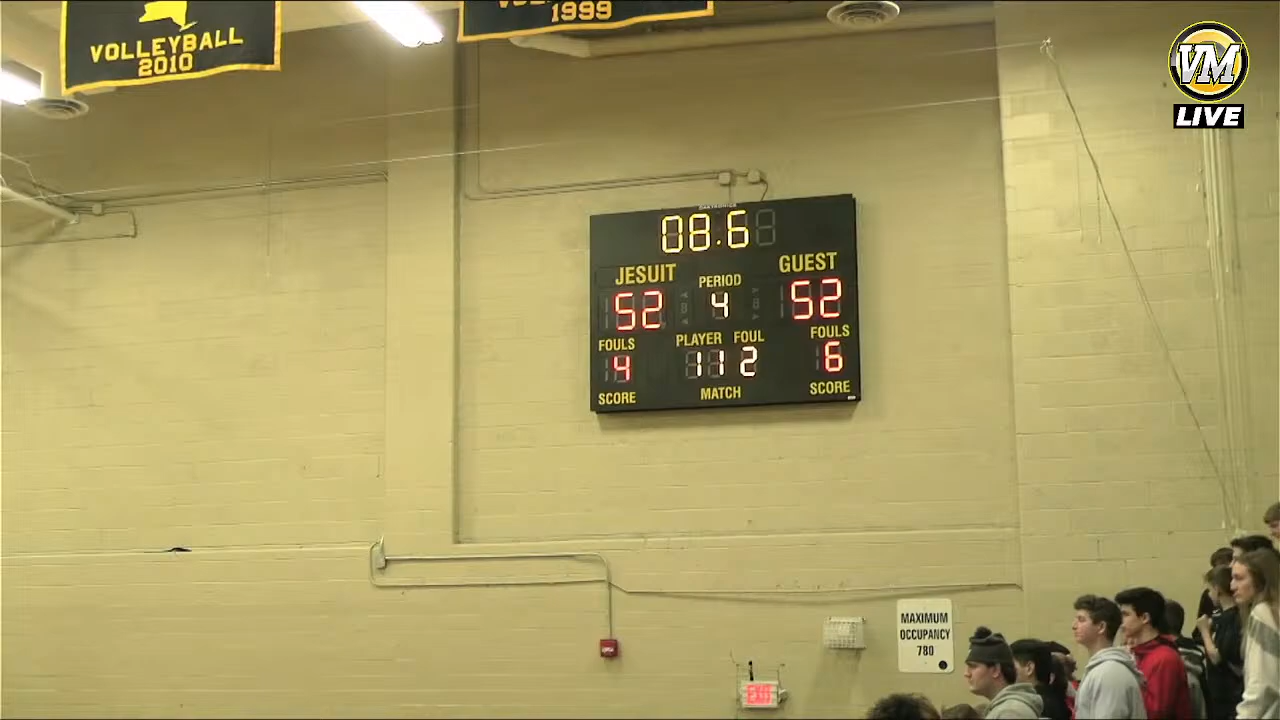 VOLLEYBALL
2010
1999
VM
LIVE
08.6
JESUIT
GUEST
PERIOD
52
4
52
FOULS
PLAYER FOUL
FOULS
4
11 2
6
SCORE
MATCH
SCORE
MAXIMUM
OCCUPANCY
780